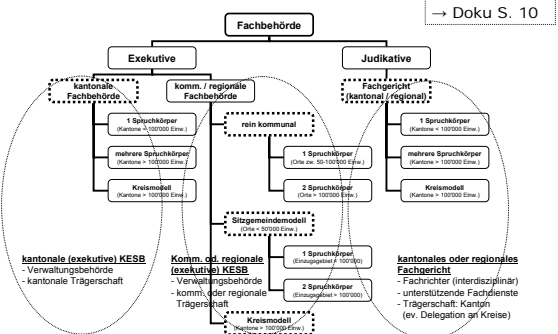 → Doku S. 10
Fachbehörde
Exekutive
Judikative
kantonale
Fachbehörde
komm. / regionale
Fachbehörde
Fachgericht
(kantonal / regional)
1 Spruchkörper
(Kantone < 100'000 Einw.)
mehrere Spruchkörper
(Kantone > 100'000 Einw.)
Kreismodell
(Kantone > 100'000 Einw.)
rein kommunal
1 Spruchkörper
(Orte zw. 50-100'000 Einw.)
2 Spruchkörper
(Orte > 100'000 Einw.)
Sitzgemeindemodell
(Orte < 50'000 Einw.)
1 Spruchkörper
(Einzugsgebiet < 100'000)
2 Spruchkörper
(Einzugsgebiet > 100'000)
Kreismodell
(Kantone > 100'000 Einw.)
1 Spruchkörper
(Kantone < 100'000 Einw.)
mehrere Spruchkörper
(Kantone > 100'000 Einw.)
Kreismodell
(Kantone > 100'000 Einw.)
kantonale (exekutive) KESB
- Verwaltungsbehörde
- kantonale Trägerschaft
Komm. od. regionale
(exekutive) KESB
- Verwaltungsbehörde
- komm. oder regionale
Trägerschaft
kantonales oder regionales
Fachgericht
- Fachrichter (interdisziplinär)
- unterstützende Fachdienste
- Trägerschaft: Kanton
(ev. Delegation an Kreise)